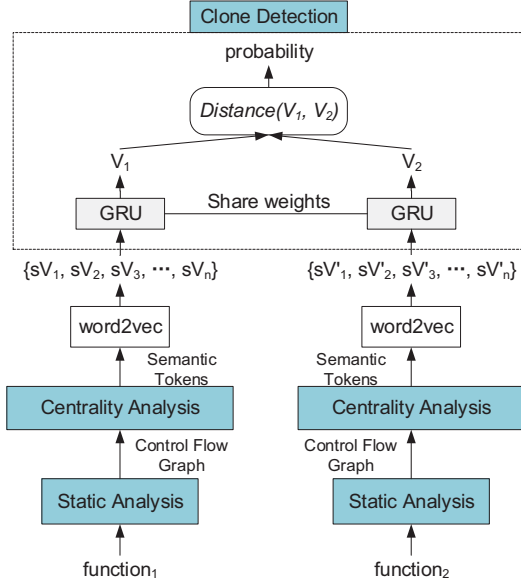 Clone Detection
probability
Distance(V₁, V₂)
V₁ V₂
Share weights
GRU GRU
{sV₁, sV₂, sV₃, ···, sVₙ} {sV'₁, sV'₂, sV'₃, ···, sV'ₙ}
word2vec word2vec
Semantic Semantic
Tokens Tokens
Centrality Analysis Centrality Analysis
Control Flow Control Flow
Graph Graph
Static Analysis Static Analysis
function₁ function₂